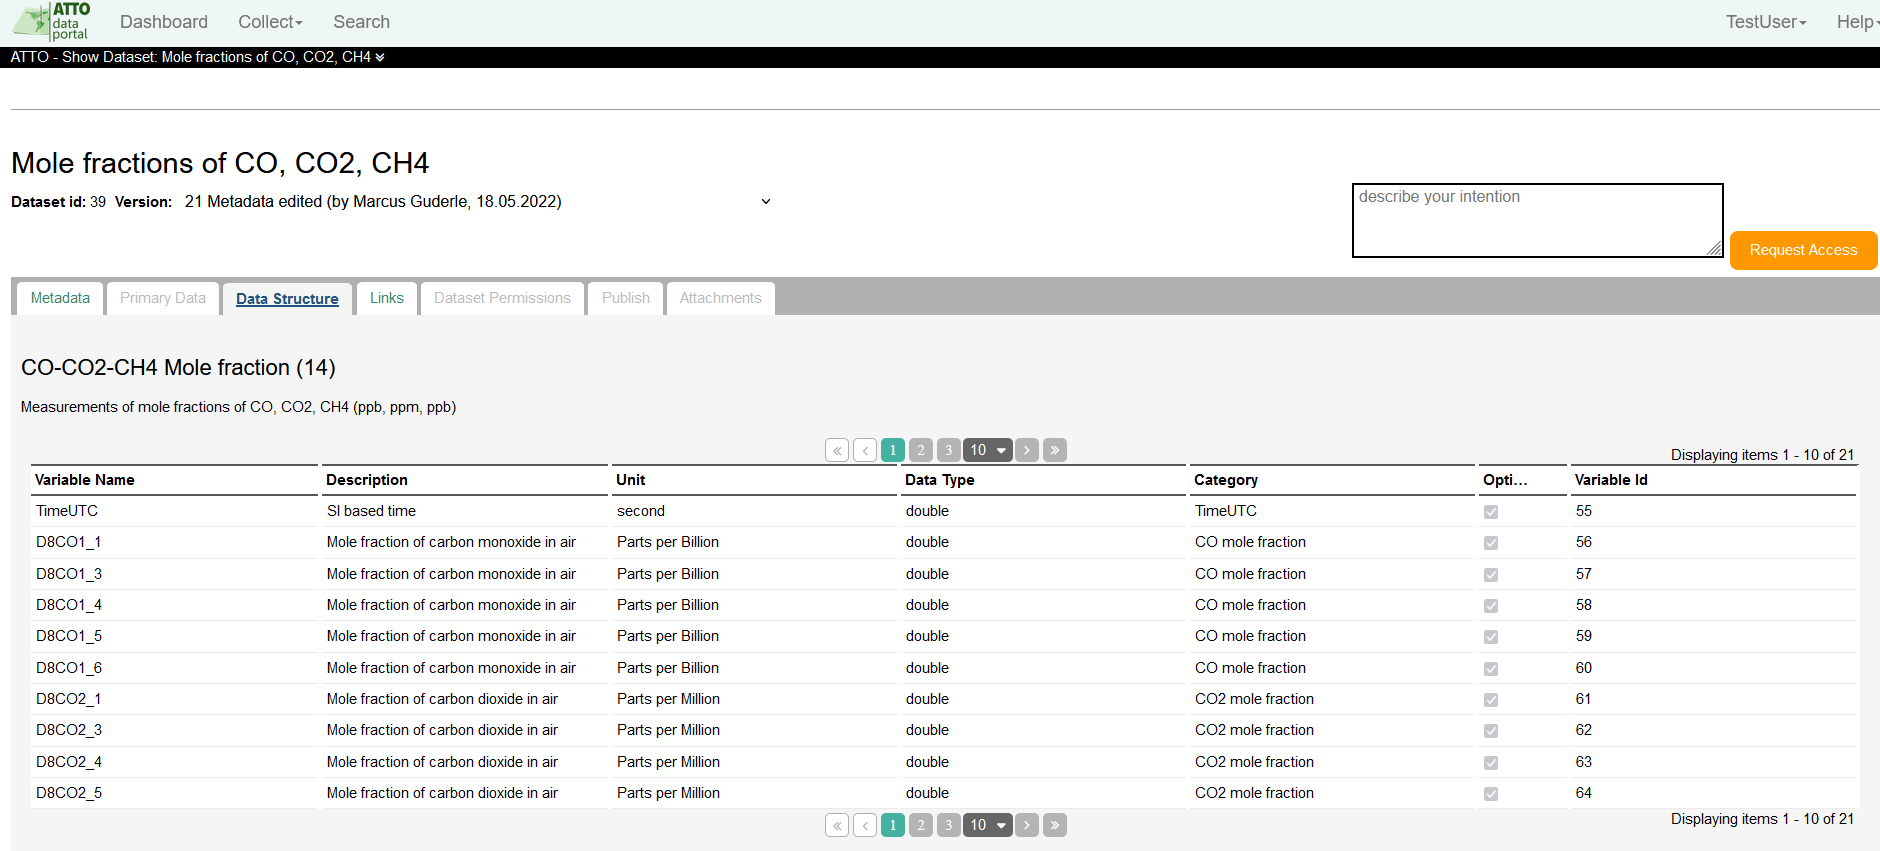 ATTO
data
portal
Dashboard Collect Search TestUser Help
ATTO - Show Dataset: Mole fractions of CO, CO2, CH4
Mole fractions of CO, CO2, CH4
Dataset id: 39 Version: 21 Metadata edited (by Marcus Guderle, 18.05.2022)
describe your intention
Request Access
Metadata Primary Data Data Structure Links Dataset Permissions Publish Attachments
CO-CO2-CH4 Mole fraction (14)
Measurements of mole fractions of CO, CO2, CH4 (ppb, ppm, ppb)
« ‹ 1 2 3 10 › » Displaying items 1 - 10 of 21
Variable Name Description Unit Data Type Category Opti... Variable Id
TimeUTC SI based time second double TimeUTC 55
D8CO1_1 Mole fraction of carbon monoxide in air Parts per Billion double CO mole fraction 56
D8CO1_3 Mole fraction of carbon monoxide in air Parts per Billion double CO mole fraction 57
D8CO1_4 Mole fraction of carbon monoxide in air Parts per Billion double CO mole fraction 58
D8CO1_5 Mole fraction of carbon monoxide in air Parts per Billion double CO mole fraction 59
D8CO1_6 Mole fraction of carbon monoxide in air Parts per Billion double CO mole fraction 60
D8CO2_1 Mole fraction of carbon dioxide in air Parts per Million double CO2 mole fraction 61
D8CO2_3 Mole fraction of carbon dioxide in air Parts per Million double CO2 mole fraction 62
D8CO2_4 Mole fraction of carbon dioxide in air Parts per Million double CO2 mole fraction 63
D8CO2_5 Mole fraction of carbon dioxide in air Parts per Million double CO2 mole fraction 64
« ‹ 1 2 3 10 › » Displaying items 1 - 10 of 21